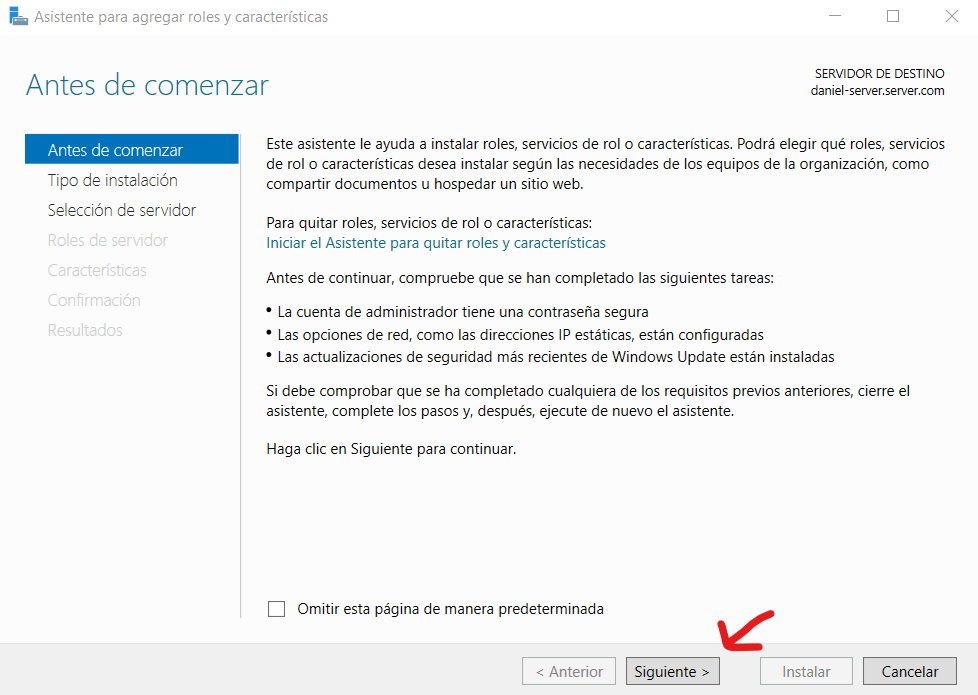 Asistente para agregar roles y características
Antes de comenzar
SERVIDOR DE DESTINO
daniel-server.server.com
Antes de comenzar
Tipo de instalación
Selección de servidor
Roles de servidor
Características
Confirmación
Resultados
Este asistente le ayuda a instalar roles, servicios de rol o características. Podrá elegir qué roles, servicios
de rol o características desea instalar según las necesidades de los equipos de la organización, como
compartir documentos u hospedar un sitio web.
Para quitar roles, servicios de rol o características:
Iniciar el Asistente para quitar roles y características
Antes de continuar, compruebe que se han completado las siguientes tareas:
• La cuenta de administrador tiene una contraseña segura
• Las opciones de red, como las direcciones IP estáticas, están configuradas
• Las actualizaciones de seguridad más recientes de Windows Update están instaladas
Si debe comprobar que se ha completado cualquiera de los requisitos previos anteriores, cierre el
asistente, complete los pasos y, después, ejecute de nuevo el asistente.
Haga clic en Siguiente para continuar.
Omitir esta página de manera predeterminada
< Anterior
Siguiente >
Instalar
Cancelar